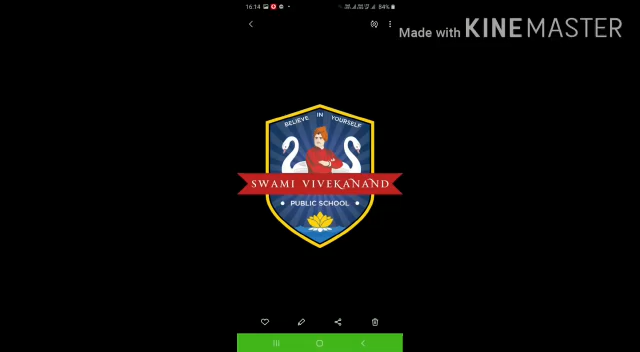 16:14
84%
Made with KINEMASTER
BELIEVE IN YOURSELF
SWAMI VIVEKANAND
PUBLIC SCHOOL